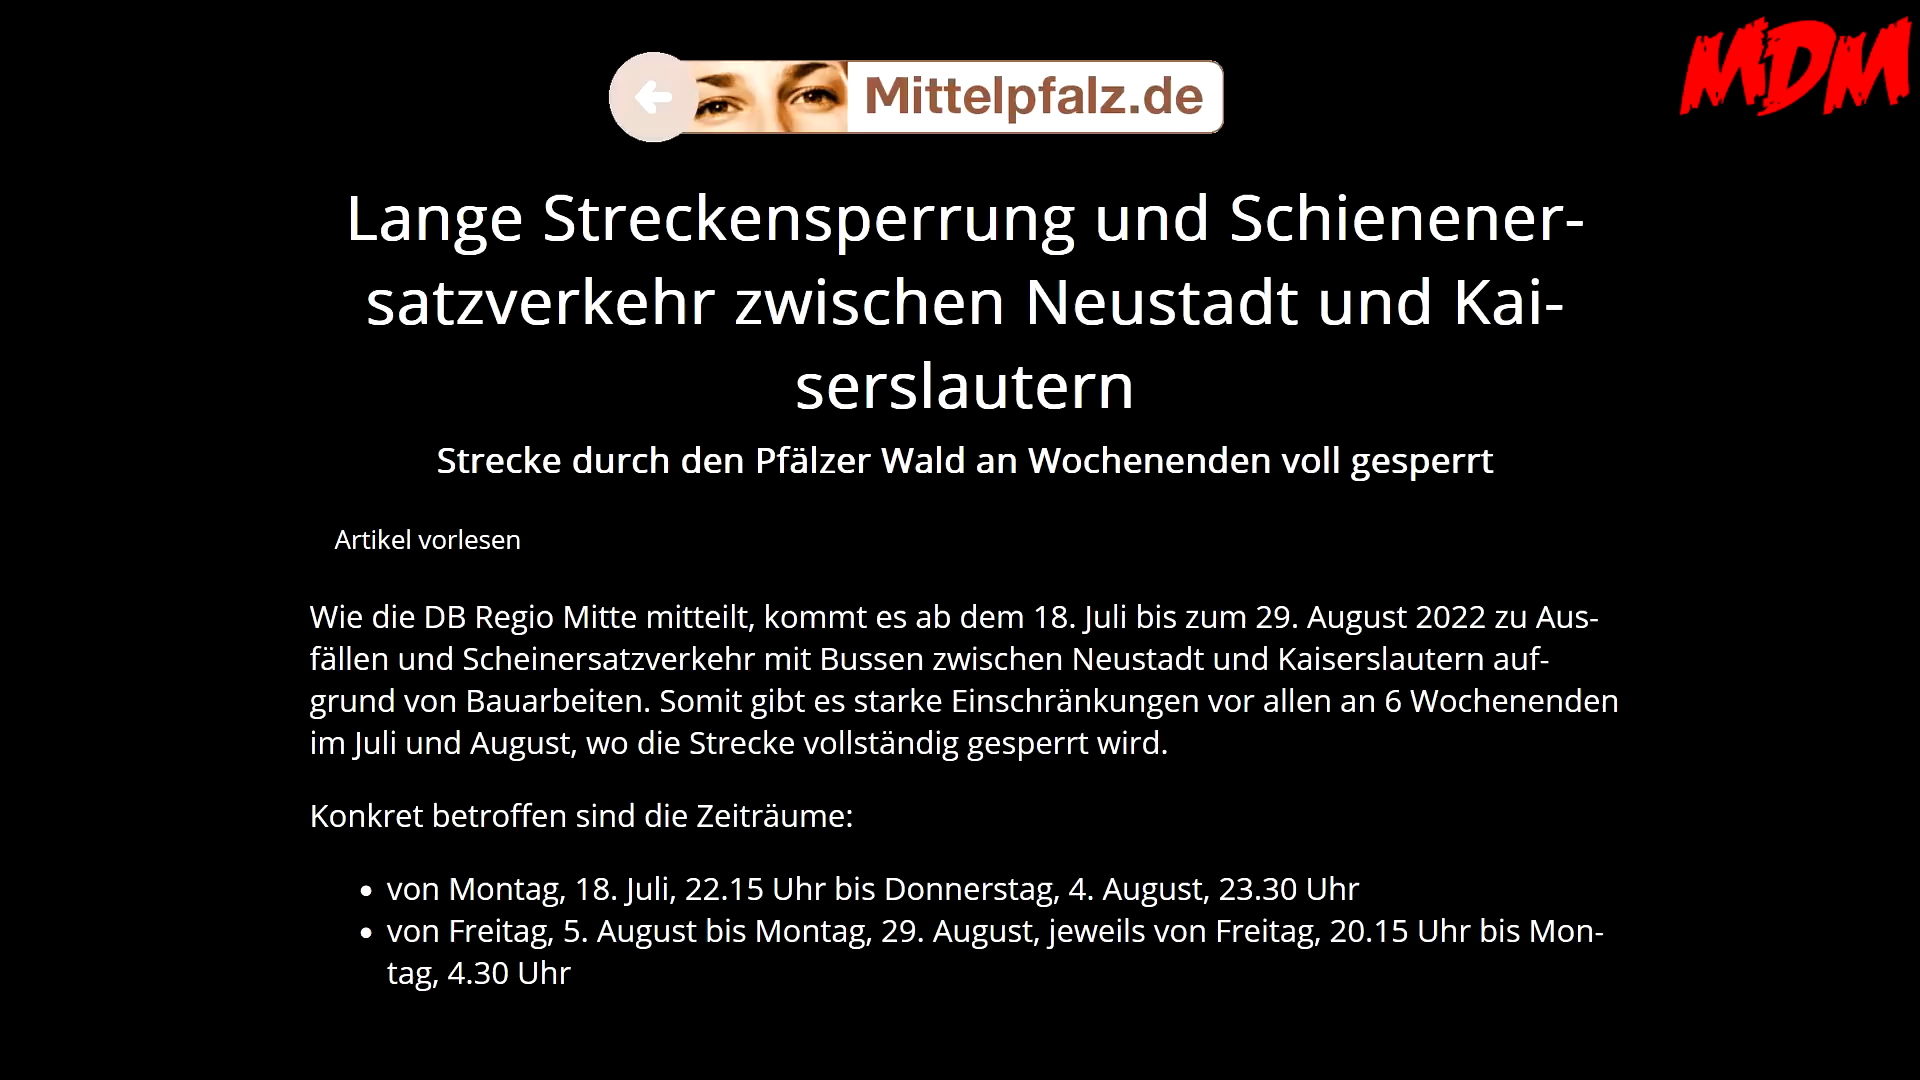 MDM
Mittelpfalz.de
Lange Streckensperrung und Schienener-
satzverkehr zwischen Neustadt und Kai-
serslautern
Strecke durch den Pfälzer Wald an Wochenenden voll gesperrt
Artikel vorlesen
Wie die DB Regio Mitte mitteilt, kommt es ab dem 18. Juli bis zum 29. August 2022 zu Aus-
fällen und Scheinersatzverkehr mit Bussen zwischen Neustadt und Kaiserslautern auf-
grund von Bauarbeiten. Somit gibt es starke Einschränkungen vor allen an 6 Wochenenden
im Juli und August, wo die Strecke vollständig gesperrt wird.
Konkret betroffen sind die Zeiträume:
• von Montag, 18. Juli, 22.15 Uhr bis Donnerstag, 4. August, 23.30 Uhr
• von Freitag, 5. August bis Montag, 29. August, jeweils von Freitag, 20.15 Uhr bis Mon-
tag, 4.30 Uhr